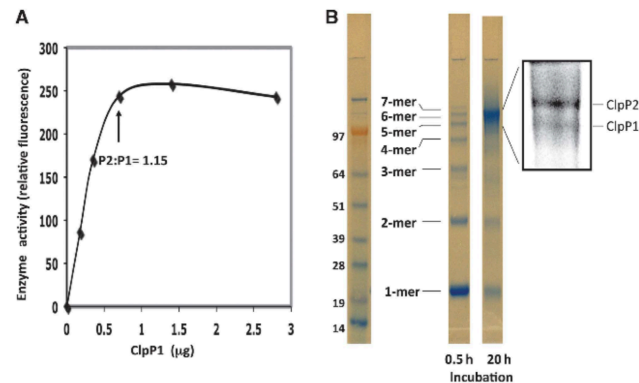 A
B
300
250
200
150
100
50
0
Enzyme activity (relative fluorescence)
P2:P1= 1.15
0 0.5 1 1.5 2 2.5 3
ClpP1 (µg)
97
64
51
39
28
19
14
7-mer
6-mer
5-mer
4-mer
3-mer
2-mer
1-mer
0.5 h 20 h
Incubation
ClpP2
ClpP1